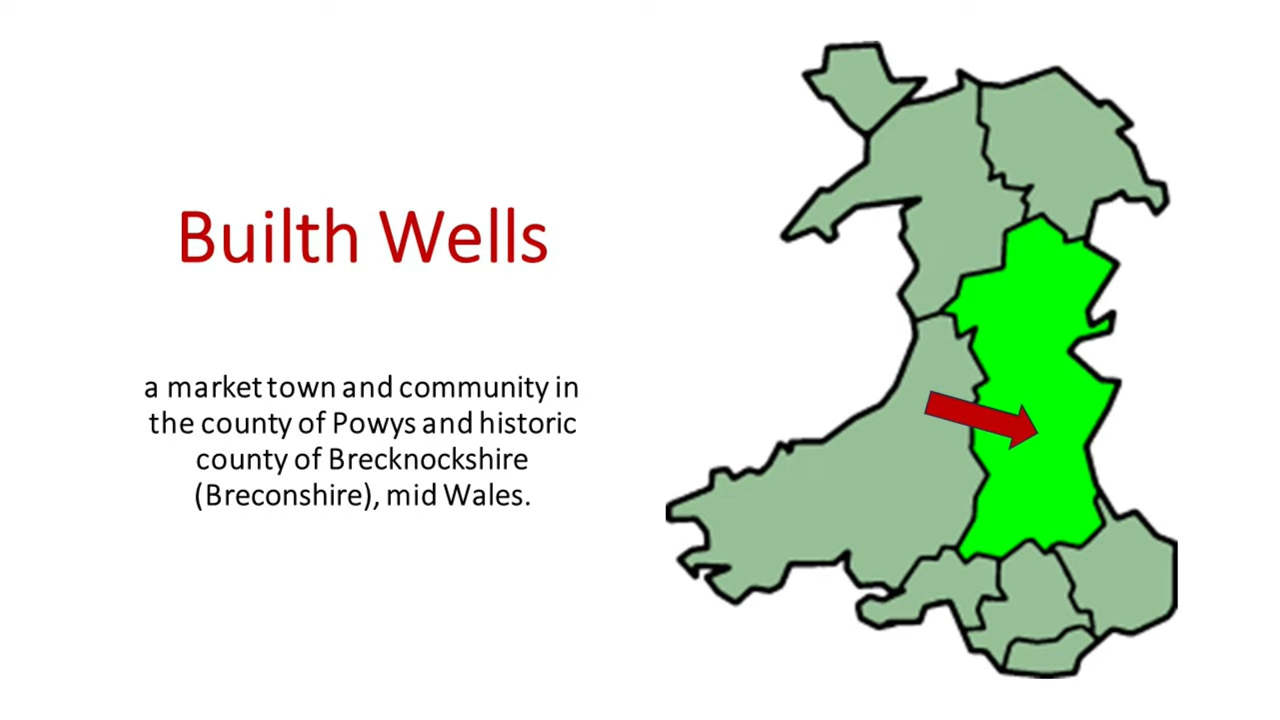 Builth Wells
a market town and community in
the county of Powys and historic
county of Brecknockshire
(Breconshire), mid Wales.